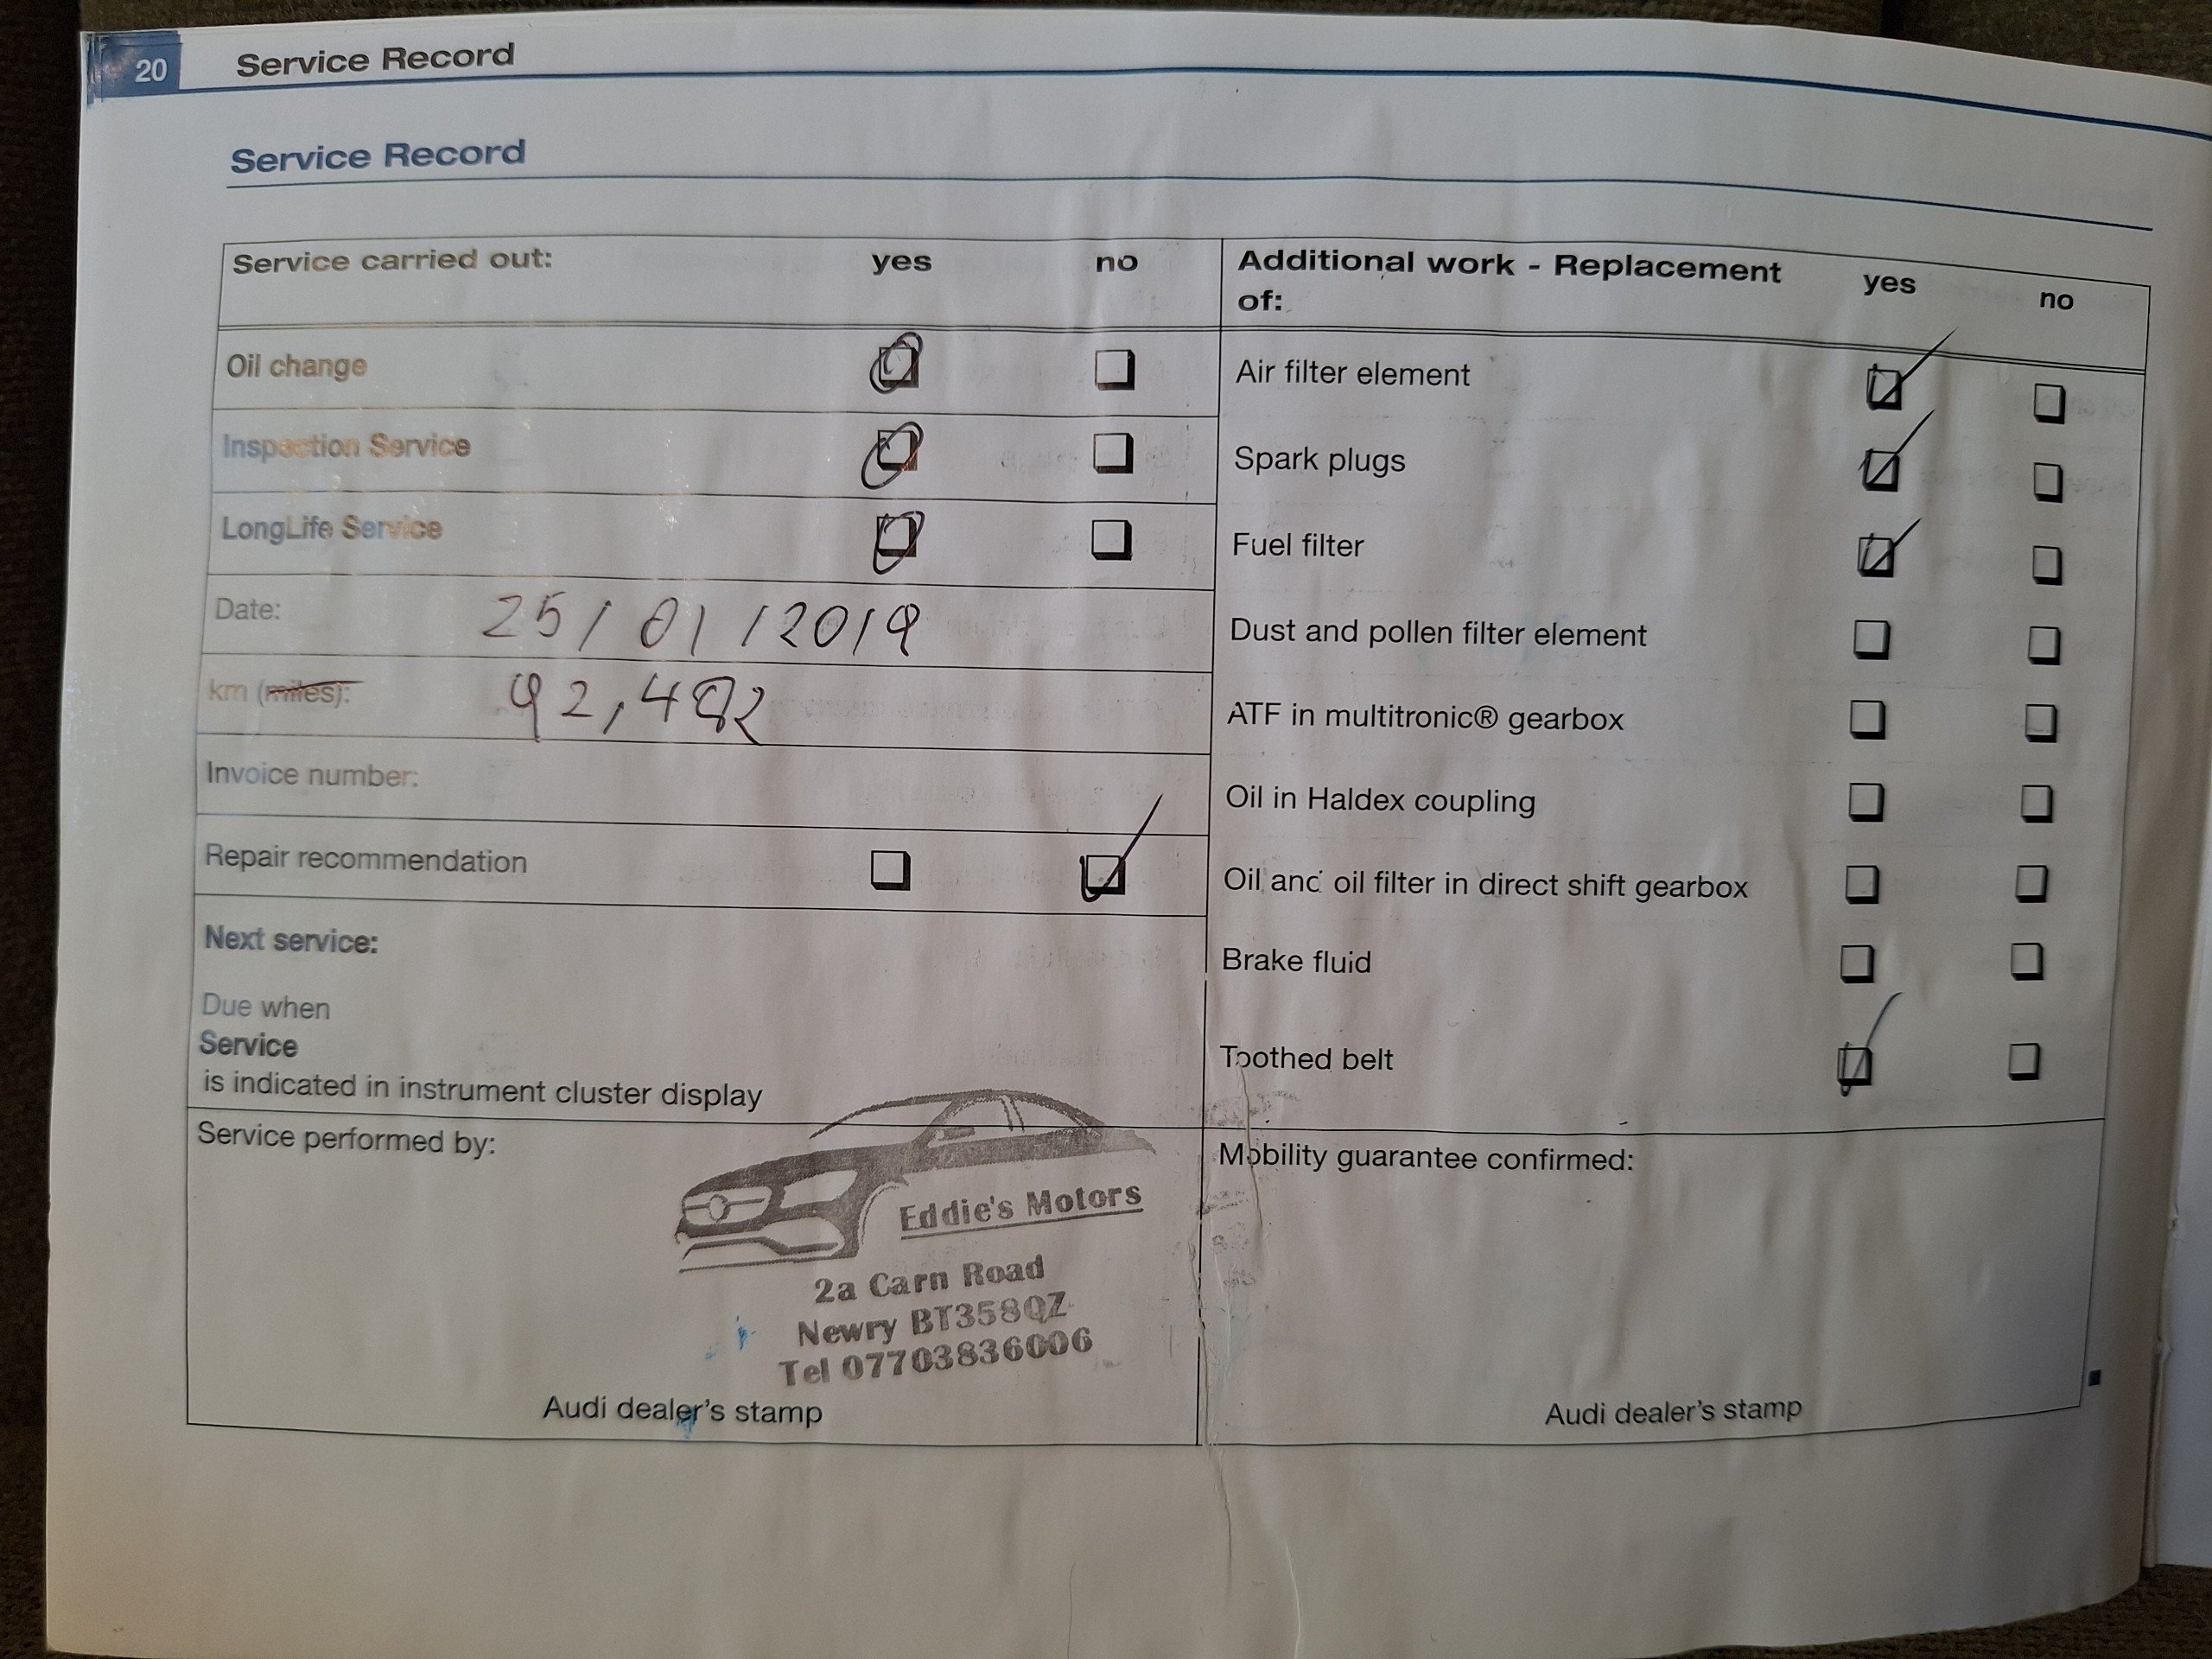 20 Service Record
Service Record
Service carried out: yes no
Oil change
Inspection Service
LongLife Service
Date: 25/01/2019
km (miles): 92,482
Invoice number:
Repair recommendation
Next service:
Due when
Service
is indicated in instrument cluster display
Service performed by:
Eddie's Motors
2a Carn Road
Newry BT358QZ
Tel 07703836006
Audi dealer's stamp
Additional work - Replacement yes no
of:
Air filter element
Spark plugs
Fuel filter
Dust and pollen filter element
ATF in multitronic® gearbox
Oil in Haldex coupling
Oil and oil filter in direct shift gearbox
Brake fluid
Toothed belt
Mobility guarantee confirmed:
Audi dealer's stamp